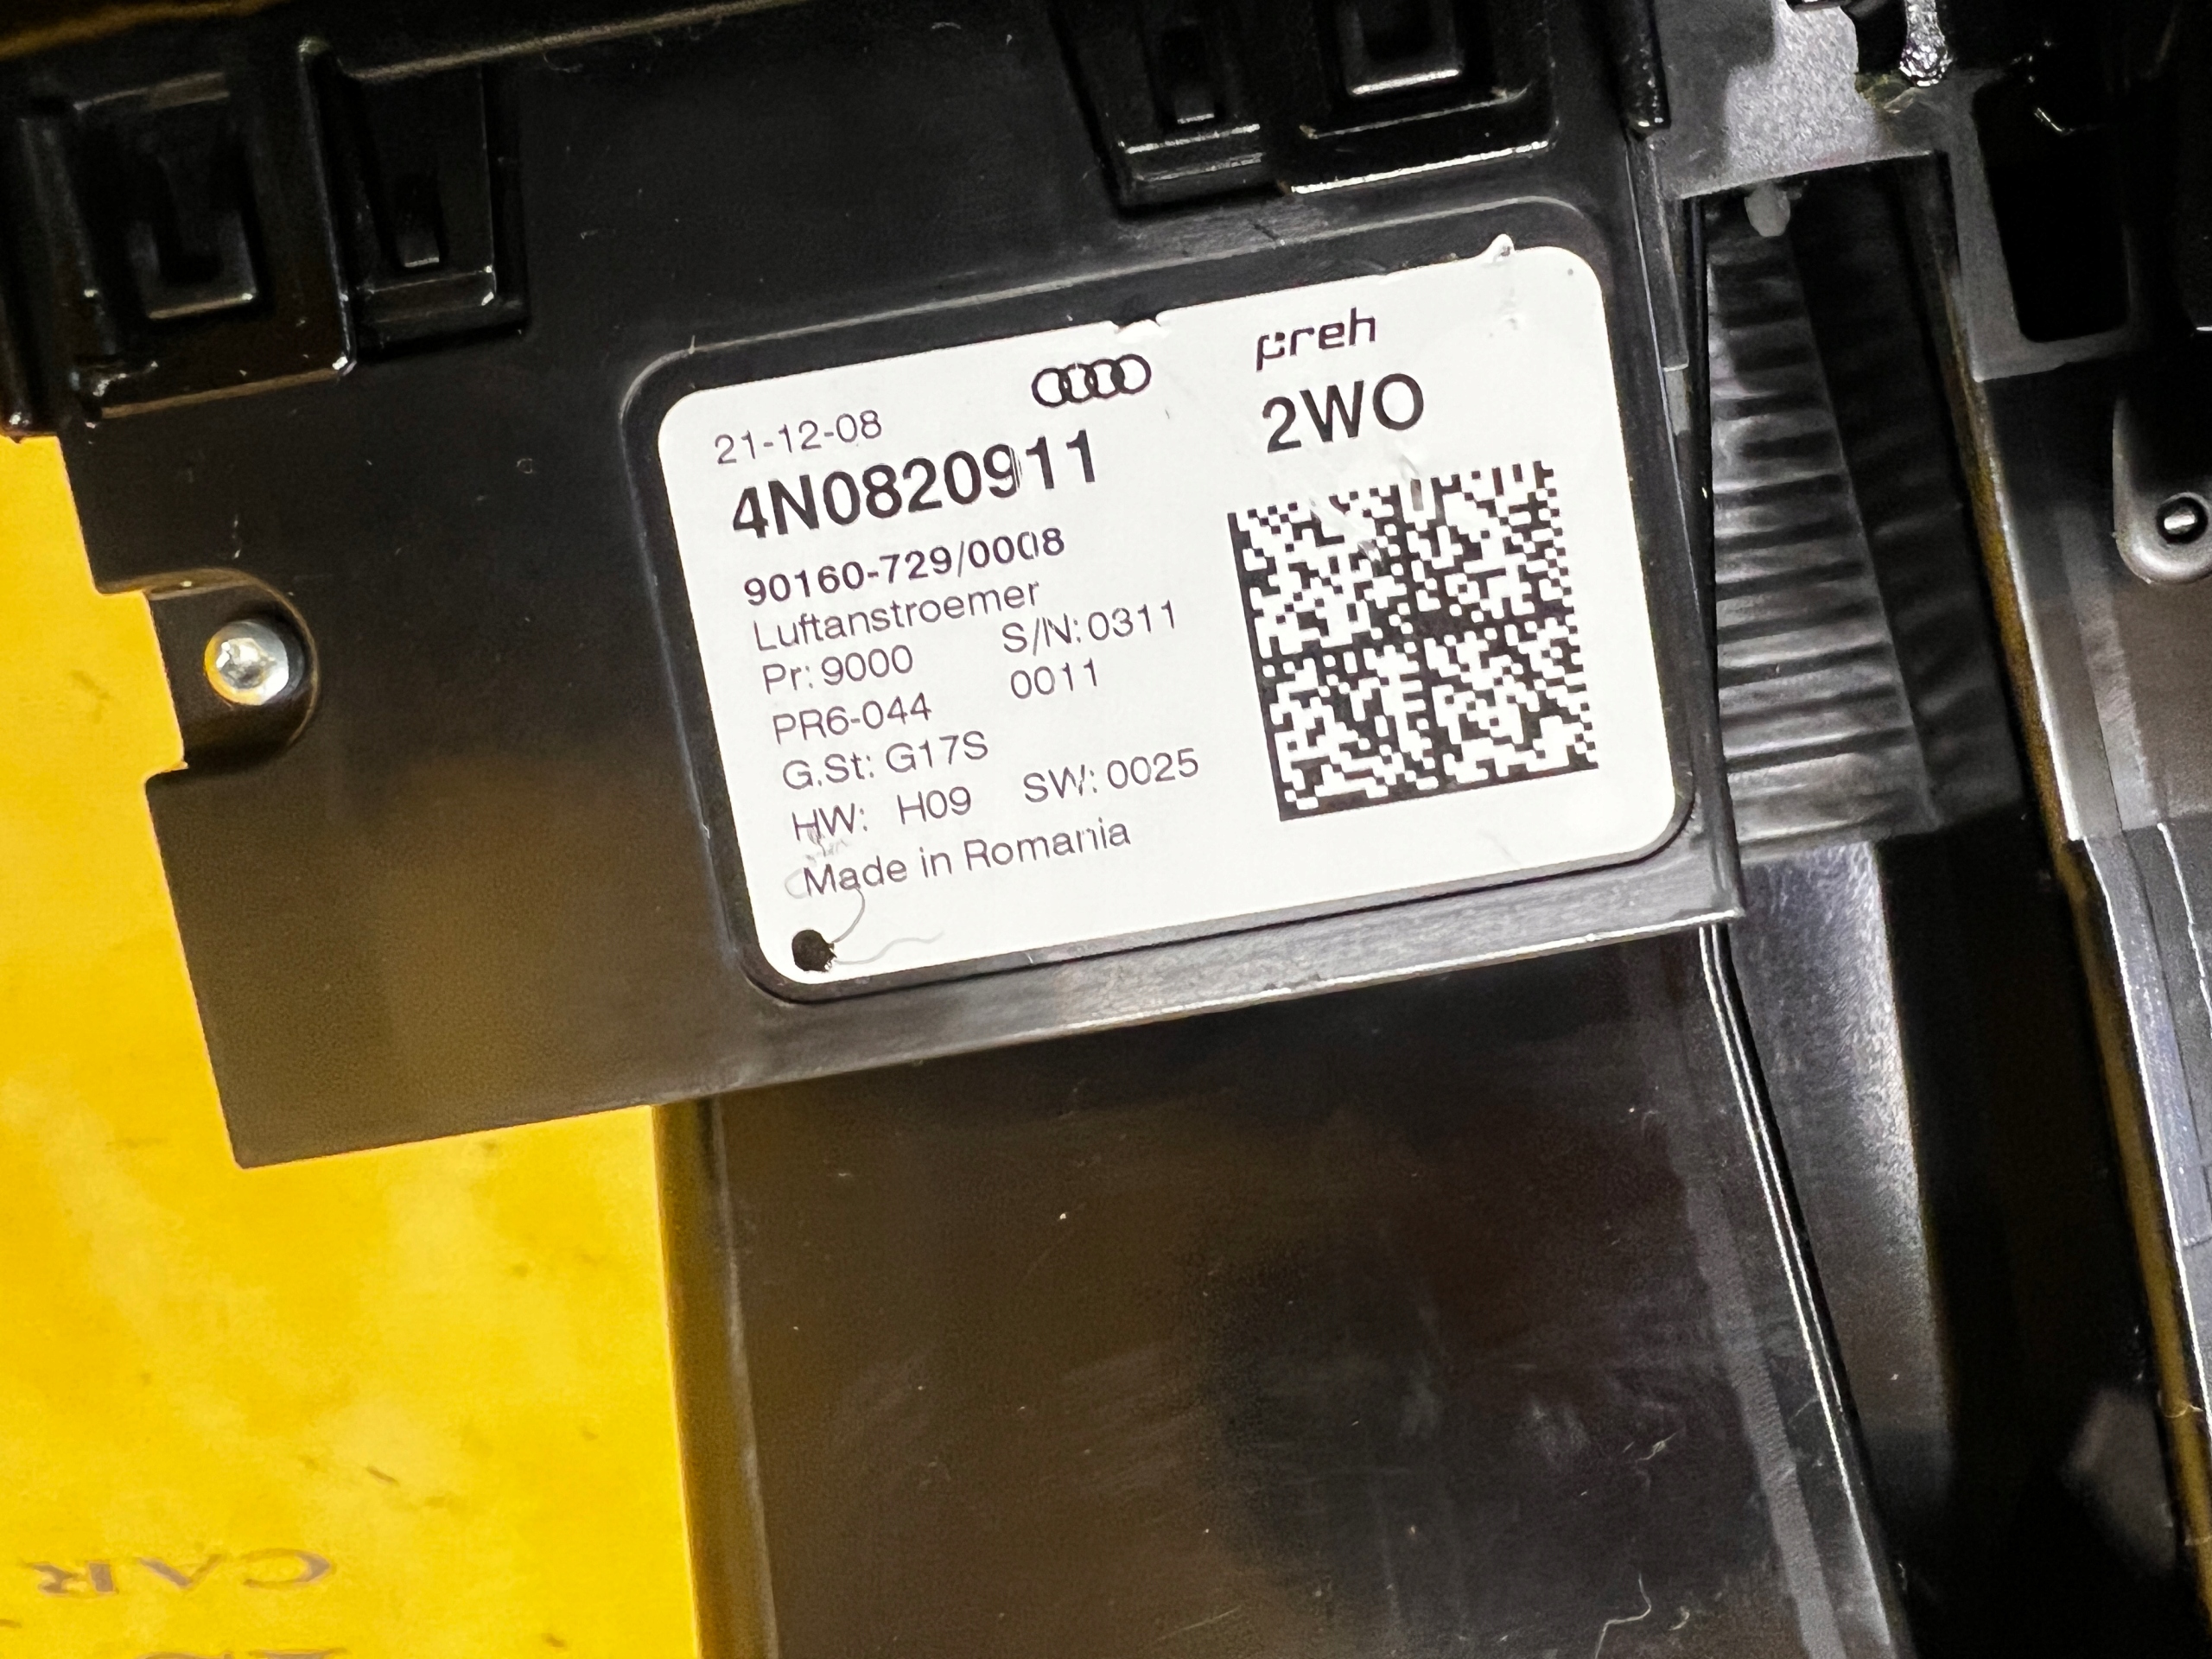 preh
21-12-08
2WO
4N0820911
90160-729/0008
Luftanstroemer
Pr: 9000 S/N: 0311
PR6-044 0011
G.St: G17S
HW: H09 SW: 0025
Made in Romania
CAR